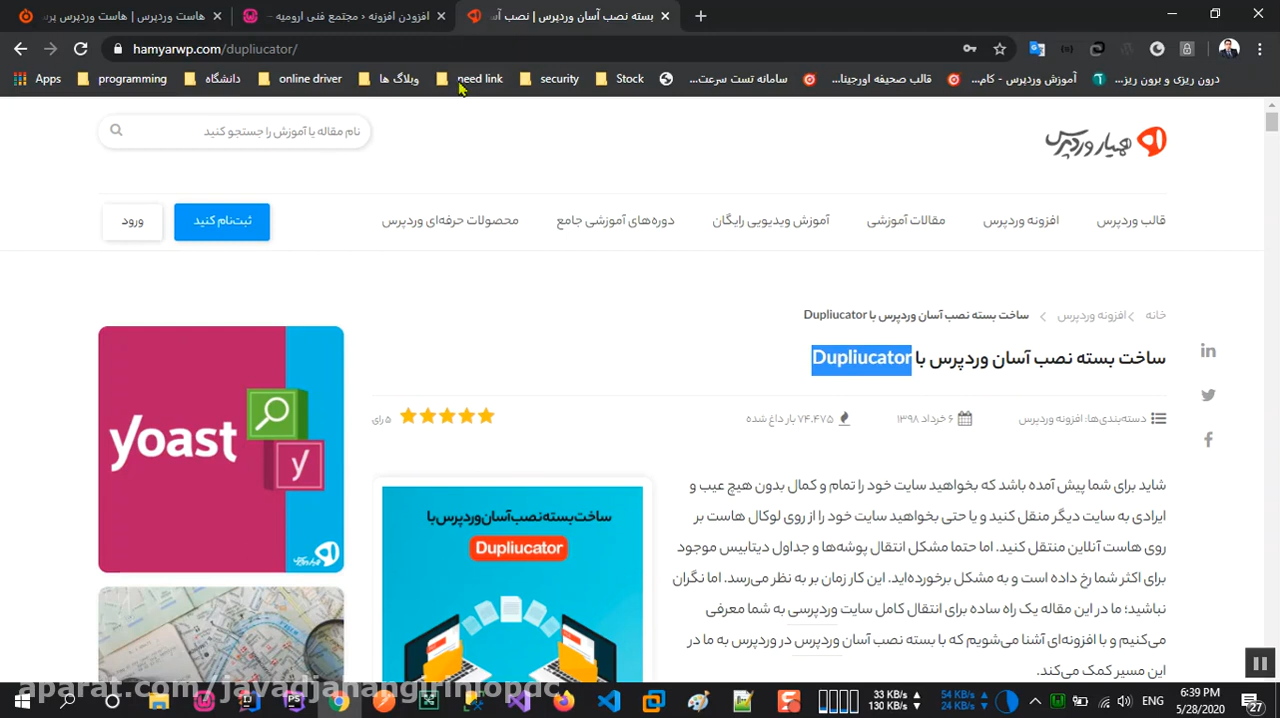 هاست وردپرس | هاست وردپرس پر
افزودن افزونه ‹ مجتمع فنی ارومیه —
بسته نصب آسان وردپرس | نصب آس
hamyarwp.com/dupliucator/
Apps
programming
دانشگاه
online driver
وبلاگ ها
need link
security
Stock
سامانه تست سرعت...
قالب صحیفه اورجینا...
آموزش وردپرس - کام...
درون ریزی و برون ریز...
نام مقاله یا آموزش را جستجو کنید
همیار وردپرس
قالب وردپرس
افزونه وردپرس
مقالات آموزشی
آموزش ویدیویی رایگان
دوره‌های آموزشی جامع
محصولات حرفه‌ای وردپرس
ثبت‌نام کنید
ورود
خانه
افزونه وردپرس
ساخت بسته نصب آسان وردپرس با Dupliucator
ساخت بسته نصب آسان وردپرس با Dupliucator
دسته‌بندی‌ها: افزونه وردپرس
۶ خرداد ۱۳۹۸
۷۴.۴۷۵ بار داغ شده
۵ رای
شاید برای شما پیش آمده باشد که بخواهید سایت خود را تمام و کمال بدون هیچ عیب و
ایرادی به سایت دیگر منقل کنید و یا حتی بخواهید سایت خود را از روی لوکال هاست بر
روی هاست آنلاین منتقل کنید. اما حتما مشکل انتقال پوشه‌ها و جداول دیتابیس موجود
برای اکثر شما رخ داده است و به مشکل برخورده‌اید. این کار زمان بر به نظر می‌رسد. اما نگران
نباشید؛ ما در این مقاله یک راه ساده برای انتقال کامل سایت وردپرسی به شما معرفی
می‌کنیم و با افزونه‌ای آشنا می‌شویم که با بسته نصب آسان وردپرس در وردپرس به ما در
این مسیر کمک می‌کند.
yoast
y
ساخت بسته نصب آسان وردپرس با
Dupliucator
aparat.com/javadjahangirimopdc
33 KB/s
130 KB/s
54 KB/s
24 KB/s
ENG
6:39 PM
5/28/2020
27